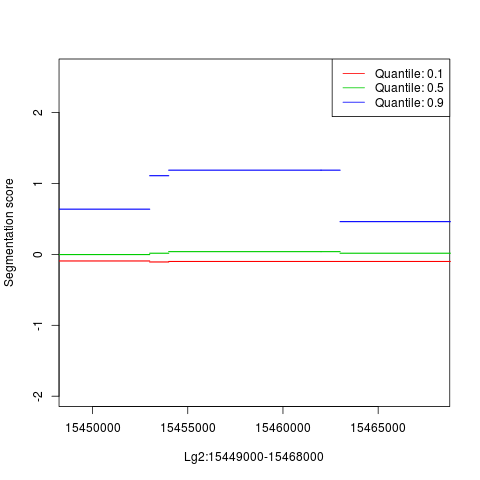 Quantile: 0.1
Quantile: 0.5
Quantile: 0.9
Segmentation score
2
1
0
-1
-2
15450000 15455000 15460000 15465000
Lg2:15449000-15468000